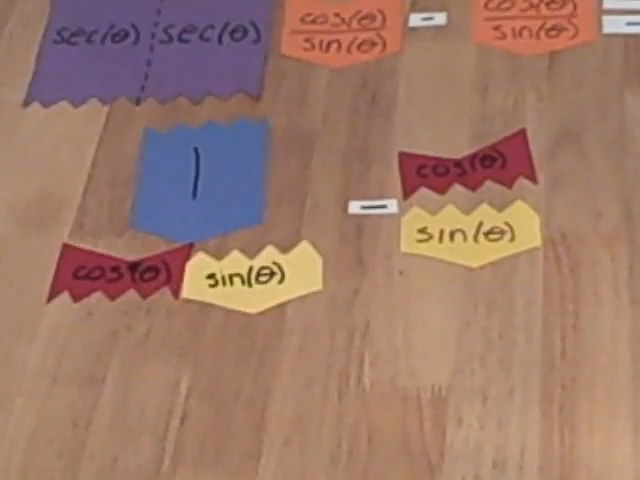 sec(θ) sec(θ) cos(θ) - cos(θ) =
sin(θ) sin(θ)
1 - cos(θ)
sin(θ)
cos(θ) sin(θ)